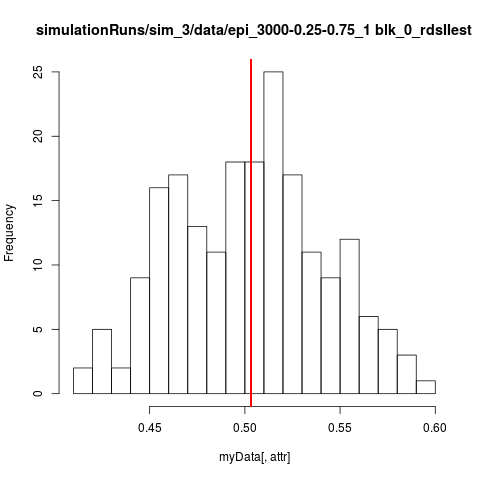 simulationRuns/sim_3/data/epi_3000-0.25-0.75_1 blk_0_rdsIIest
Frequency
25
20
15
10
5
0
0.45 0.50 0.55 0.60
myData[, attr]